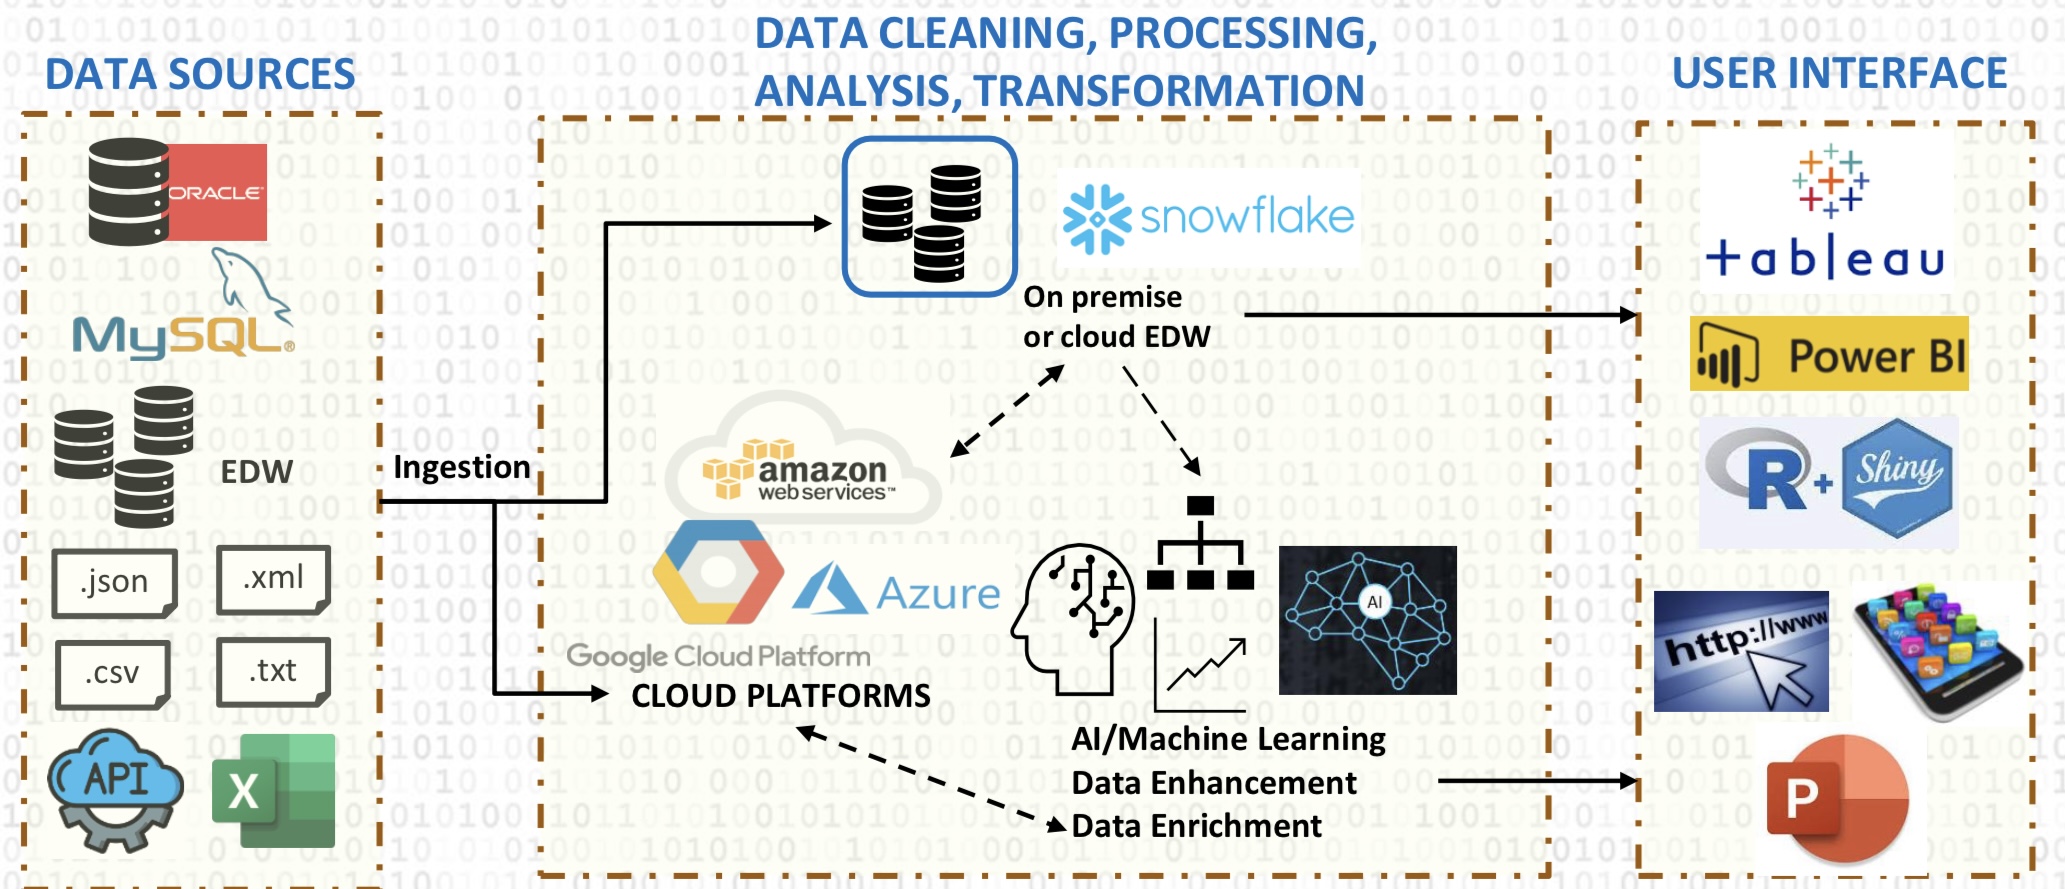 DATA SOURCES
ORACLE
MySQL®
EDW
.json
.xml
.csv
.txt
API
X
Ingestion
DATA CLEANING, PROCESSING,
ANALYSIS, TRANSFORMATION
snowflake
On premise
or cloud EDW
amazon
webservices™
Azure
Google Cloud Platform
CLOUD PLATFORMS
AI
AI/Machine Learning
Data Enhancement
Data Enrichment
USER INTERFACE
+ableau
Power BI
R + Shiny
http://www
P